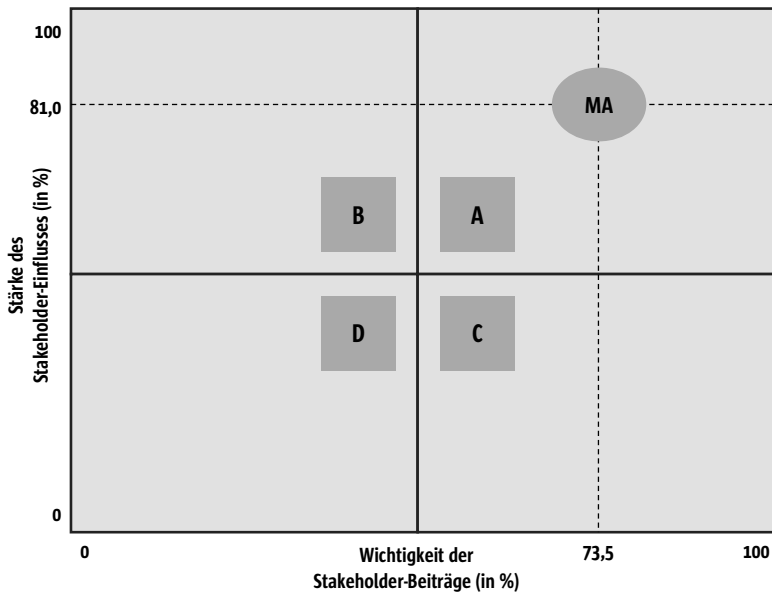 100
81,0
MA
B
A
D
C
Stärke des
Stakeholder-Einflusses (in %)
0
0
Wichtigkeit der
73,5
100
Stakeholder-Beiträge (in %)